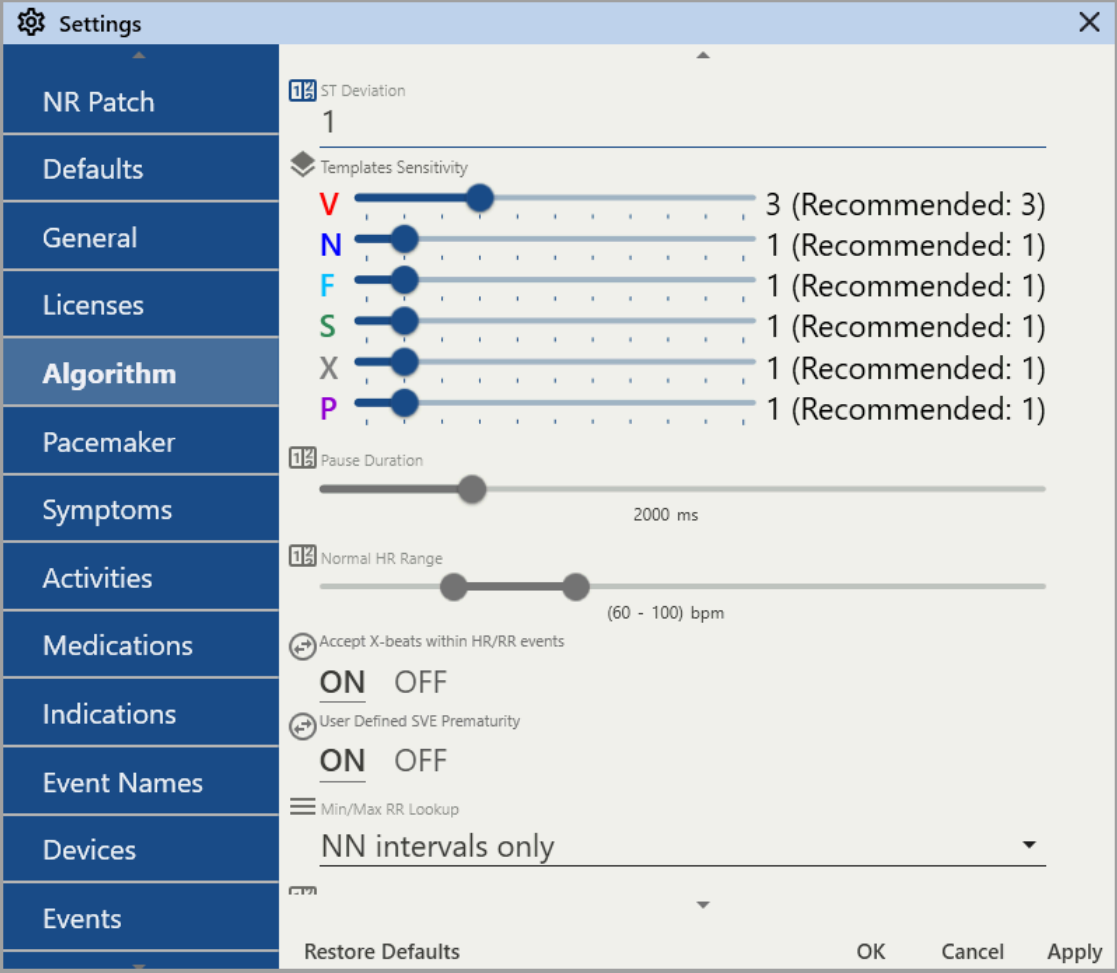 Settings
NR Patch
Defaults
General
Licenses
Algorithm
Pacemaker
Symptoms
Activities
Medications
Indications
Event Names
Devices
Events
ST Deviation
1
Templates Sensitivity
V 3 (Recommended: 3)
N 1 (Recommended: 1)
F 1 (Recommended: 1)
S 1 (Recommended: 1)
X 1 (Recommended: 1)
P 1 (Recommended: 1)
Pause Duration
2000 ms
Normal HR Range
(60 - 100) bpm
Accept X-beats within HR/RR events
ON OFF
User Defined SVE Prematurity
ON OFF
Min/Max RR Lookup
NN intervals only
Restore Defaults OK Cancel Apply